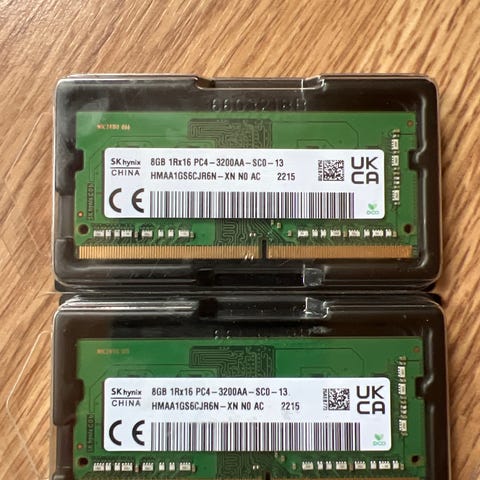 SK hynix
CHINA
8GB 1Rx16 PC4-3200AA-SC0-13
HMAA1GS6CJR6N-XN N0 AC 2215
CE
UK
CA
SK hynix
CHINA
8GB 1Rx16 PC4-3200AA-SC0-13
HMAA1GS6CJR6N-XN N0 AC 2215
CE
UK
CA